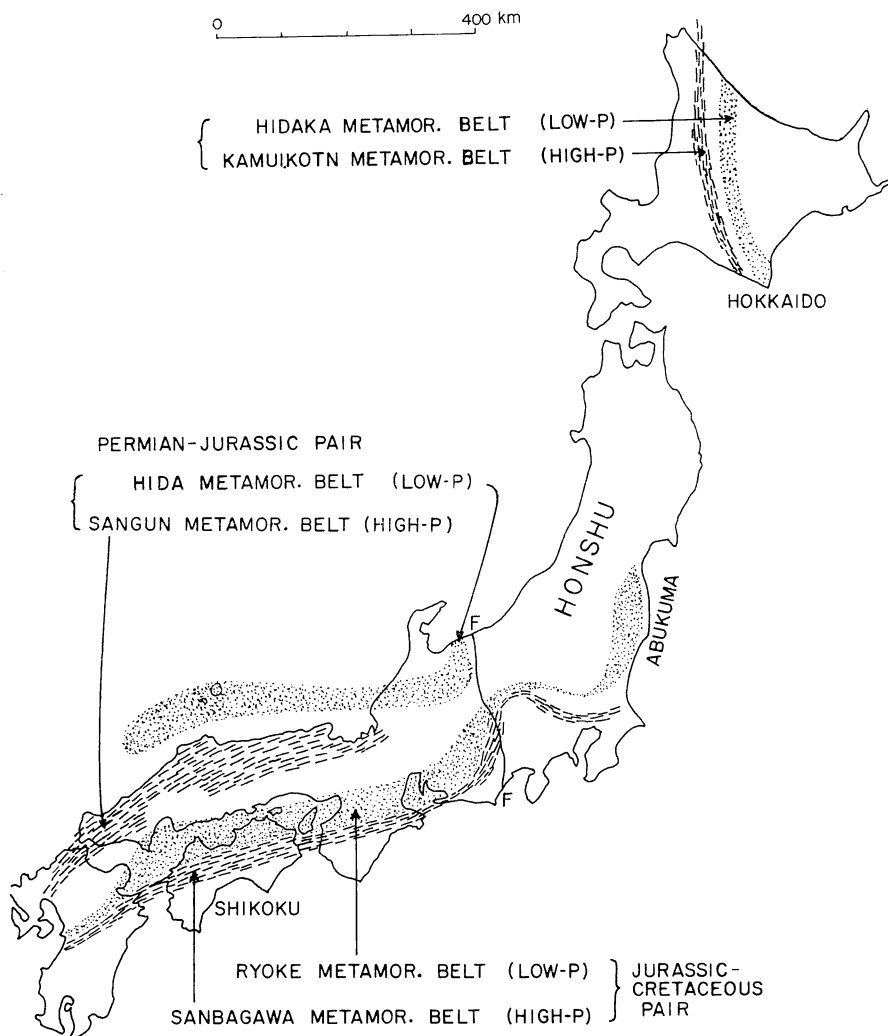 0 400 km
HIDAKA METAMOR. BELT (LOW-P)
KAMUIKOTN METAMOR. BELT (HIGH-P)
HOKKAIDO
PERMIAN-JURASSIC PAIR
HIDA METAMOR. BELT (LOW-P)
SANGUN METAMOR. BELT (HIGH-P)
HONSHU
F
ABUKUMA
F
SHIKOKU
RYOKE METAMOR. BELT (LOW-P)
SANBAGAWA METAMOR. BELT (HIGH-P)
JURASSIC-
CRETACEOUS
PAIR